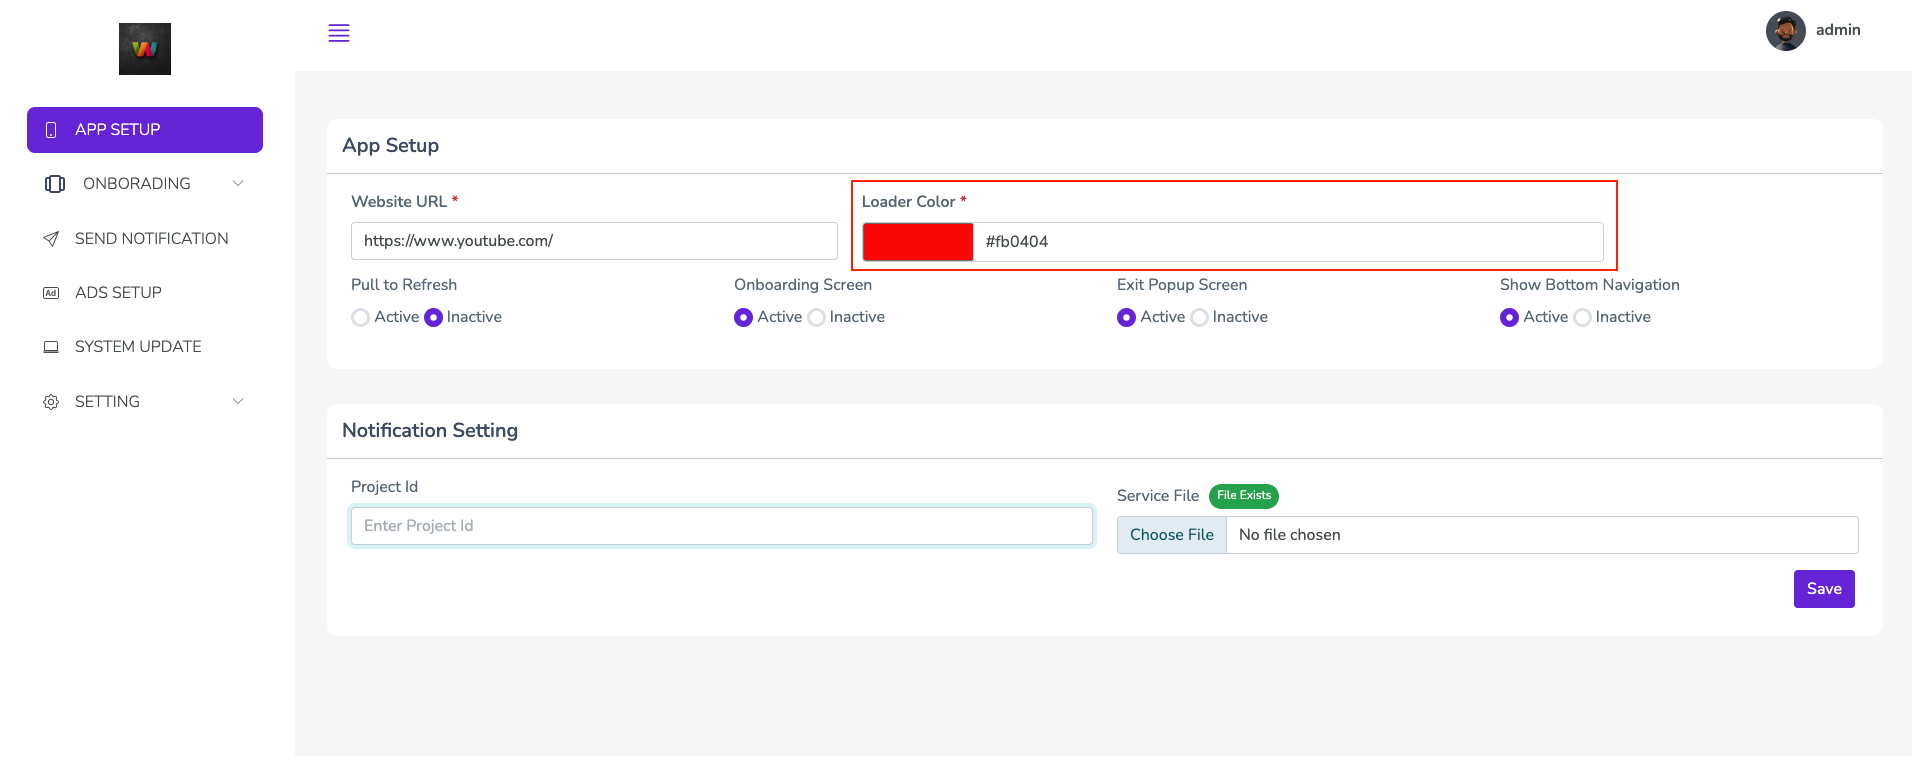 admin
APP SETUP
ONBORADING
SEND NOTIFICATION
Ad ADS SETUP
SYSTEM UPDATE
SETTING
App Setup
Website URL * Loader Color *
https://www.youtube.com/ #fb0404
Pull to Refresh Onboarding Screen Exit Popup Screen Show Bottom Navigation
Active Inactive Active Inactive Active Inactive Active Inactive
Notification Setting
Project Id
Enter Project Id
Service File File Exists
Choose File No file chosen
Save